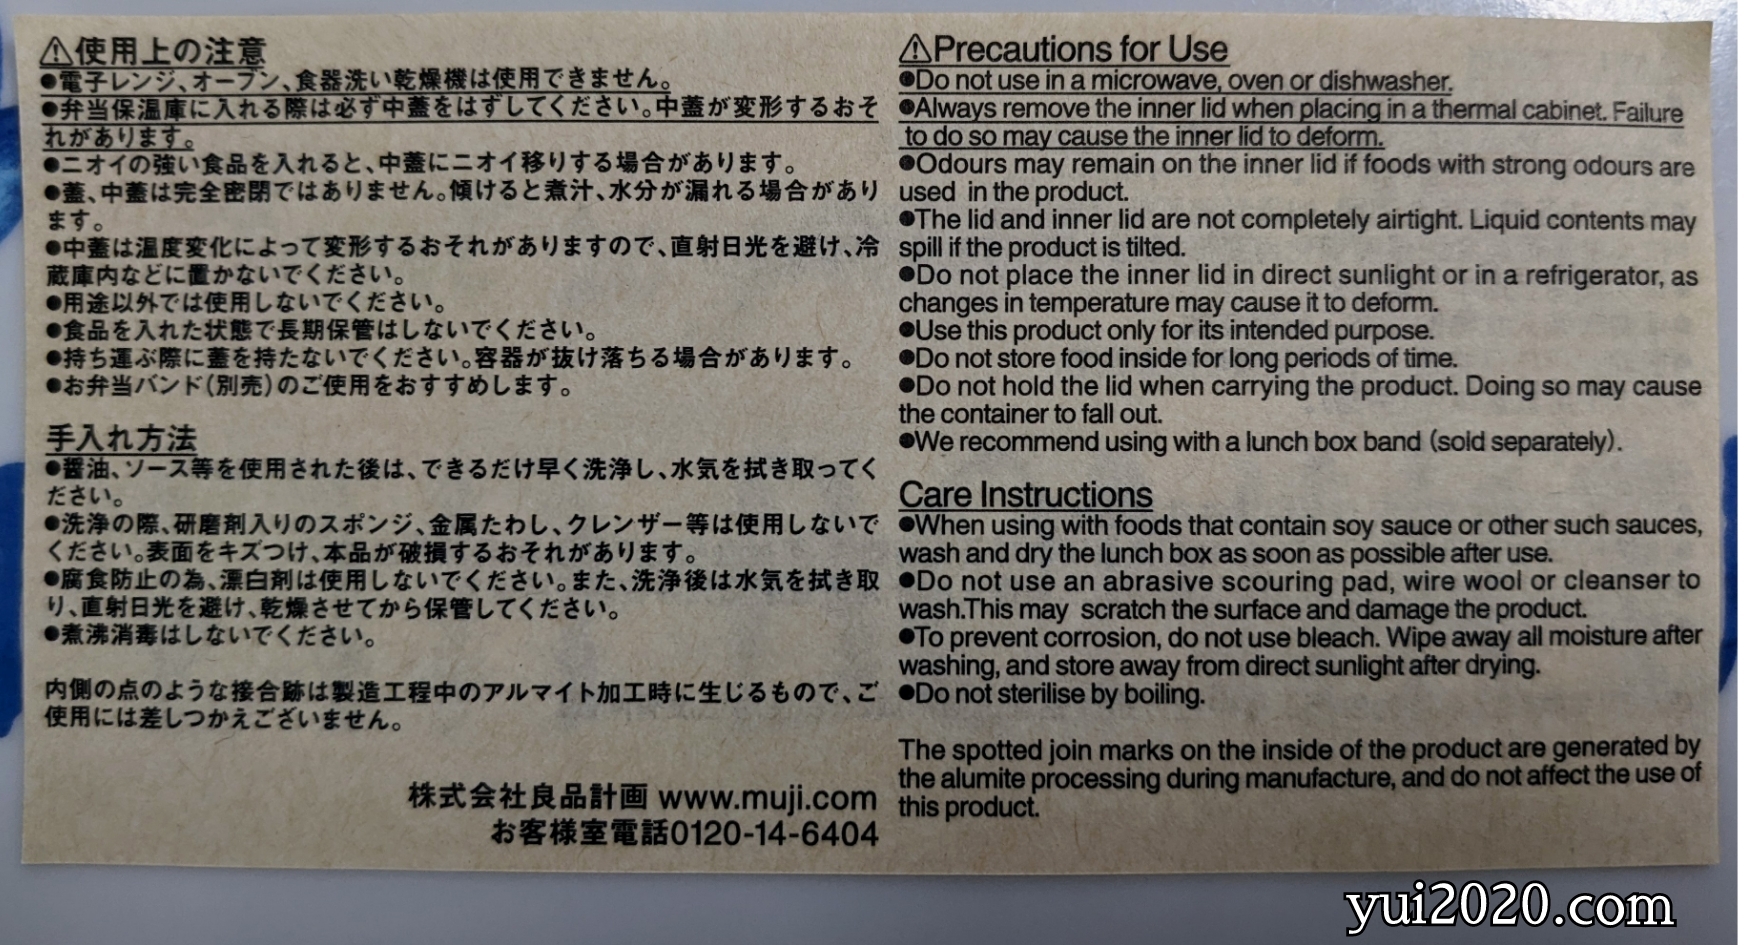 ⚠使用上の注意
●電子レンジ、オーブン、食器洗い乾燥機は使用できません。
●弁当保温庫に入れる際は必ず中蓋をはずしてください。中蓋が変形するおそ
れがあります。
●ニオイの強い食品を入れると、中蓋にニオイ移りする場合があります。
●蓋、中蓋は完全密閉ではありません。傾けると煮汁、水分が漏れる場合があり
ます。
●中蓋は温度変化によって変形するおそれがありますので、直射日光を避け、冷
蔵庫内などに置かないでください。
●用途以外では使用しないでください。
●食品を入れた状態で長期保管はしないでください。
●持ち運ぶ際に蓋を持たないでください。容器が抜け落ちる場合があります。
●お弁当バンド(別売)のご使用をおすすめします。
手入れ方法
●醤油、ソース等を使用された後は、できるだけ早く洗浄し、水気を拭き取ってく
ださい。
●洗浄の際、研磨剤入りのスポンジ、金属たわし、クレンザー等は使用しないで
ください。表面をキズつけ、本品が破損するおそれがあります。
●腐食防止の為、漂白剤は使用しないでください。また、洗浄後は水気を拭き取
り、直射日光を避け、乾燥させてから保管してください。
●煮沸消毒はしないでください。
内側の点のような接合跡は製造工程中のアルマイト加工時に生じるもので、ご
使用には差しつかえございません。
株式会社良品計画 www.muji.com
お客様室電話0120-14-6404
⚠Precautions for Use
●Do not use in a microwave, oven or dishwasher.
●Always remove the inner lid when placing in a thermal cabinet. Failure
to do so may cause the inner lid to deform.
●Odours may remain on the inner lid if foods with strong odours are
used in the product.
●The lid and inner lid are not completely airtight. Liquid contents may
spill if the product is tilted.
●Do not place the inner lid in direct sunlight or in a refrigerator, as
changes in temperature may cause it to deform.
●Use this product only for its intended purpose.
●Do not store food inside for long periods of time.
●Do not hold the lid when carrying the product. Doing so may cause
the container to fall out.
●We recommend using with a lunch box band (sold separately).
Care Instructions
●When using with foods that contain soy sauce or other such sauces,
wash and dry the lunch box as soon as possible after use.
●Do not use an abrasive scouring pad, wire wool or cleanser to
wash.This may scratch the surface and damage the product.
●To prevent corrosion, do not use bleach. Wipe away all moisture after
washing, and store away from direct sunlight after drying.
●Do not sterilise by boiling.
The spotted join marks on the inside of the product are generated by
the alumite processing during manufacture, and do not affect the use of
this product.
yui2020.com